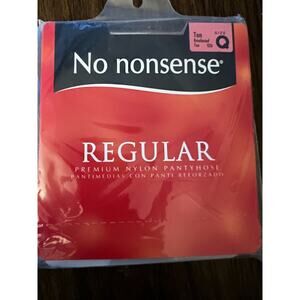 Tan
Reinforced
Toe
SIZE
Q
No nonsense®
REGULAR
PREMIUM NYLON PANTYHOSE
PANTIMEDIAS CON PANTI REFORZADO